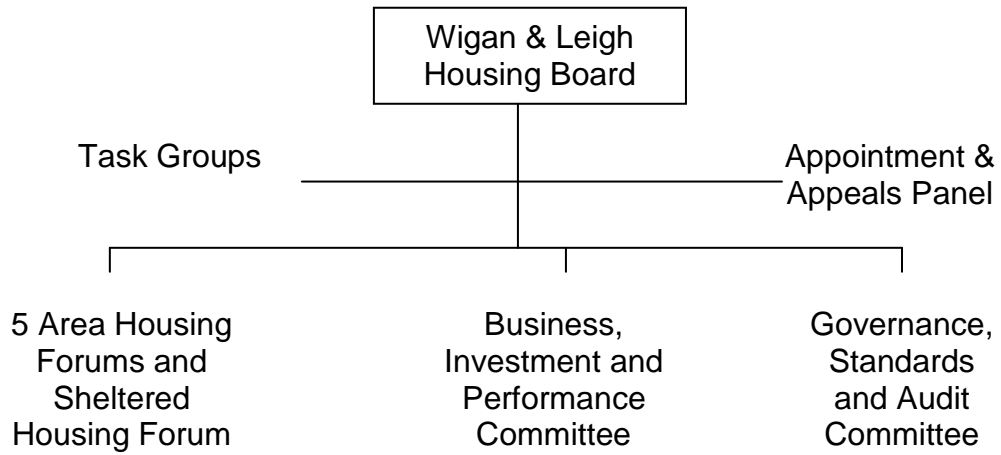 Wigan & Leigh
Housing Board
Task Groups
Appointment &
Appeals Panel
5 Area Housing
Forums and
Sheltered
Housing Forum
Business,
Investment and
Performance
Committee
Governance,
Standards
and Audit
Committee